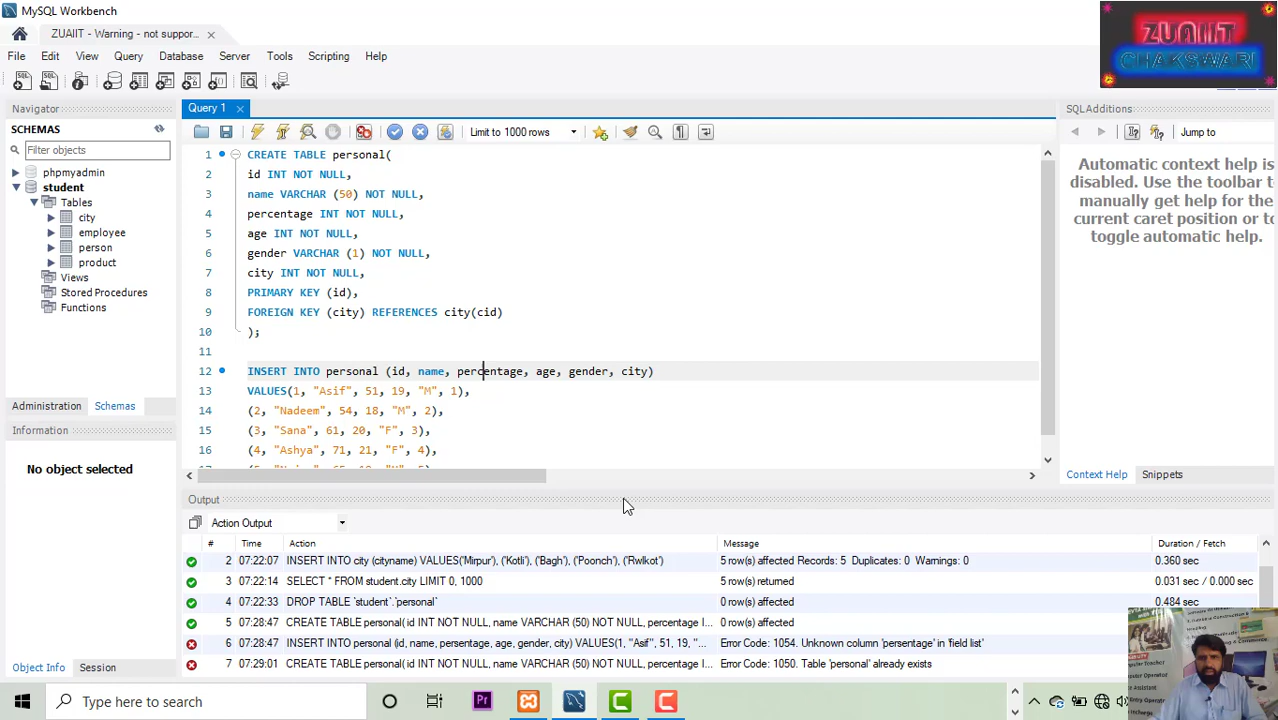 MySQL Workbench
ZUAIIT
CHAKSWARI
ZUAIIT - Warning - not suppor...
File Edit View Query Database Server Tools Scripting Help
Navigator
Query 1
SQLAdditions
SCHEMAS
Limit to 1000 rows
Jump to
Filter objects
phpmyadmin
student
Tables
city
employee
person
product
Views
Stored Procedures
Functions
Administration Schemas
Information
No object selected
Object Info Session
1 CREATE TABLE personal(
2 id INT NOT NULL,
3 name VARCHAR (50) NOT NULL,
4 percentage INT NOT NULL,
5 age INT NOT NULL,
6 gender VARCHAR (1) NOT NULL,
7 city INT NOT NULL,
8 PRIMARY KEY (id),
9 FOREIGN KEY (city) REFERENCES city(cid)
10 );
11
12 INSERT INTO personal (id, name, percentage, age, gender, city)
13 VALUES(1, "Asif", 51, 19, "M", 1),
14 (2, "Nadeem", 54, 18, "M", 2),
15 (3, "Sana", 61, 20, "F", 3),
16 (4, "Ashya", 71, 21, "F", 4),
Automatic context help is
disabled. Use the toolbar t
manually get help for the
current caret position or to
toggle automatic help.
Context Help Snippets
Output
Action Output
# Time Action Message Duration / Fetch
2 07:22:07 INSERT INTO city (cityname) VALUES('Mirpur'), ('Kotli'), ('Bagh'), ('Poonch'), ('Rwlkot') 5 row(s) affected Records: 5 Duplicates: 0 Warnings: 0 0.360 sec
3 07:22:14 SELECT * FROM student.city LIMIT 0, 1000 5 row(s) returned 0.031 sec / 0.000 sec
4 07:22:33 DROP TABLE `student`.`personal` 0 row(s) affected 0.484 sec
5 07:28:47 CREATE TABLE personal( id INT NOT NULL, name VARCHAR (50) NOT NULL, percentage I... 0 row(s) affected
6 07:28:47 INSERT INTO personal (id, name, persentage, age, gender, city) VALUES(1, "Asif", 51, 19, "... Error Code: 1054. Unknown column 'persentage' in field list'
7 07:29:01 CREATE TABLE personal( id INT NOT NULL, name VARCHAR (50) NOT NULL, percentage I... Error Code: 1050. Table 'personal' already exists
Type here to search